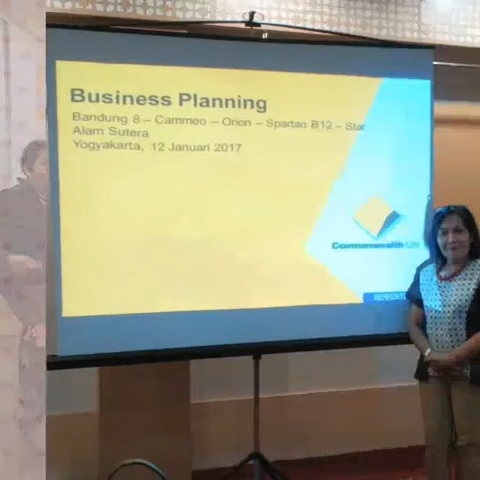 Business Planning
Bandung 8 – Cammeo – Orion – Spartan B12 – Star
Alam Sutera
Yogyakarta, 12 Januari 2017
Commonwealth Life